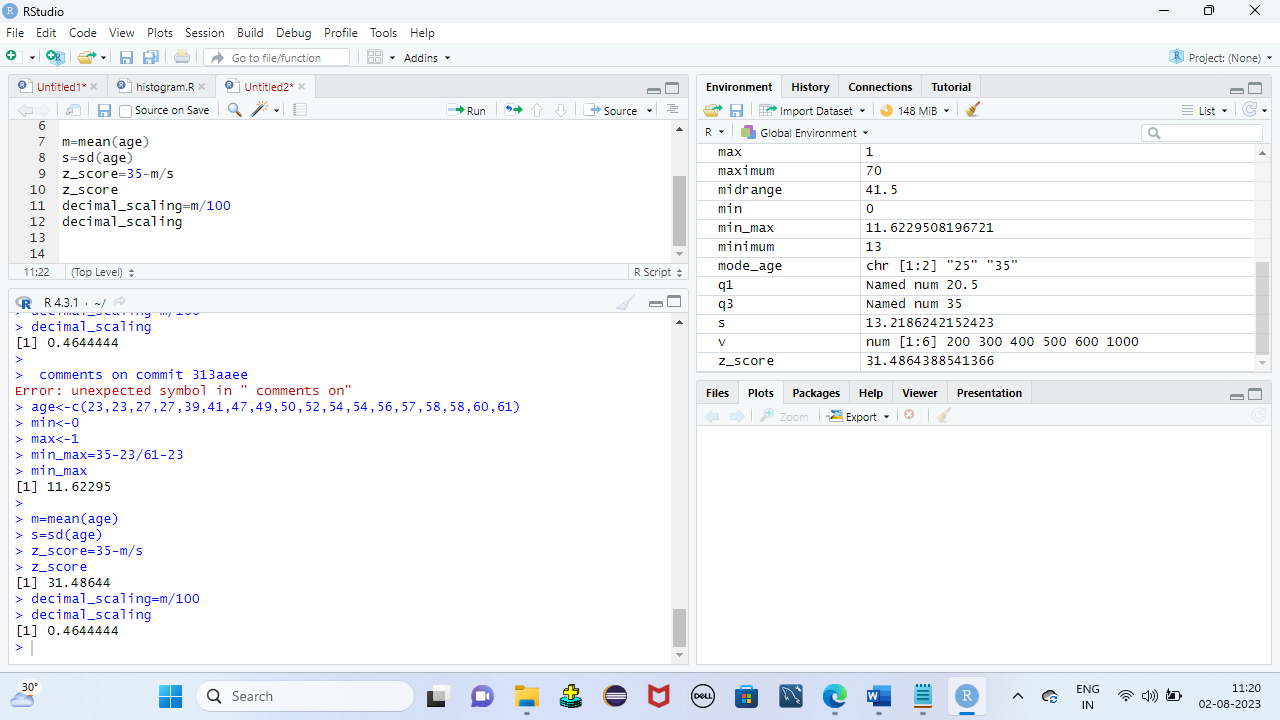 RStudio
File Edit Code View Plots Session Build Debug Profile Tools Help
Go to file/function Addins Project: (None)
Untitled1* histogram.R Untitled2*
Source on Save Run Source
6
7 m=mean(age)
8 s=sd(age)
9 z_score=35-m/s
10 z_score
11 decimal_scaling=m/100
12 decimal_scaling
13
14
11:22 (Top Level) R Script
R 4.3.1 · ~/
> decimal_scaling=m/100
> decimal_scaling
[1] 0.4644444
>
>  comments on commit 313aaee
Error: unexpected symbol in " comments on"
> age<-c(23,23,27,27,39,41,47,49,50,52,54,54,56,57,58,58,60,61)
> min<-0
> max<-1
> min_max=35-23/61-23
> min_max
[1] 11.62295
>
> m=mean(age)
> s=sd(age)
> z_score=35-m/s
> z_score
[1] 31.48644
> decimal_scaling=m/100
> decimal_scaling
[1] 0.4644444
>
Environment History Connections Tutorial
Import Dataset 148 MiB List
R Global Environment
max 1
maximum 70
midrange 41.5
min 0
min_max 11.6229508196721
minimum 13
mode_age chr [1:2] "25" "35"
q1 Named num 20.5
q3 Named num 35
s 13.2186242152423
v num [1:6] 200 300 400 500 600 1000
z_score 31.4864388541366
Files Plots Packages Help Viewer Presentation
Zoom Export
30°
Search
DELL
R
ENG
IN
11:20
02-08-2023